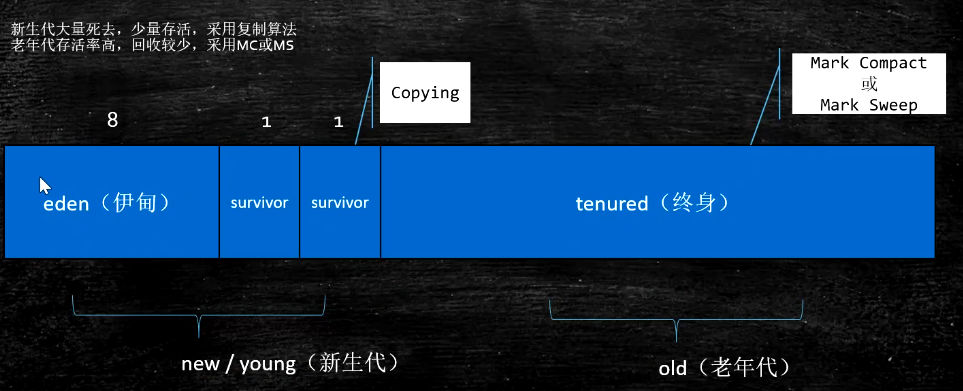 新生代大量死去，少量存活，采用复制算法
老年代存活率高，回收较少，采用MC或MS
Copying
Mark Compact
或
Mark Sweep
8
1
1
eden（伊甸）
survivor
survivor
tenured（终身）
new / young（新生代）
old（老年代）